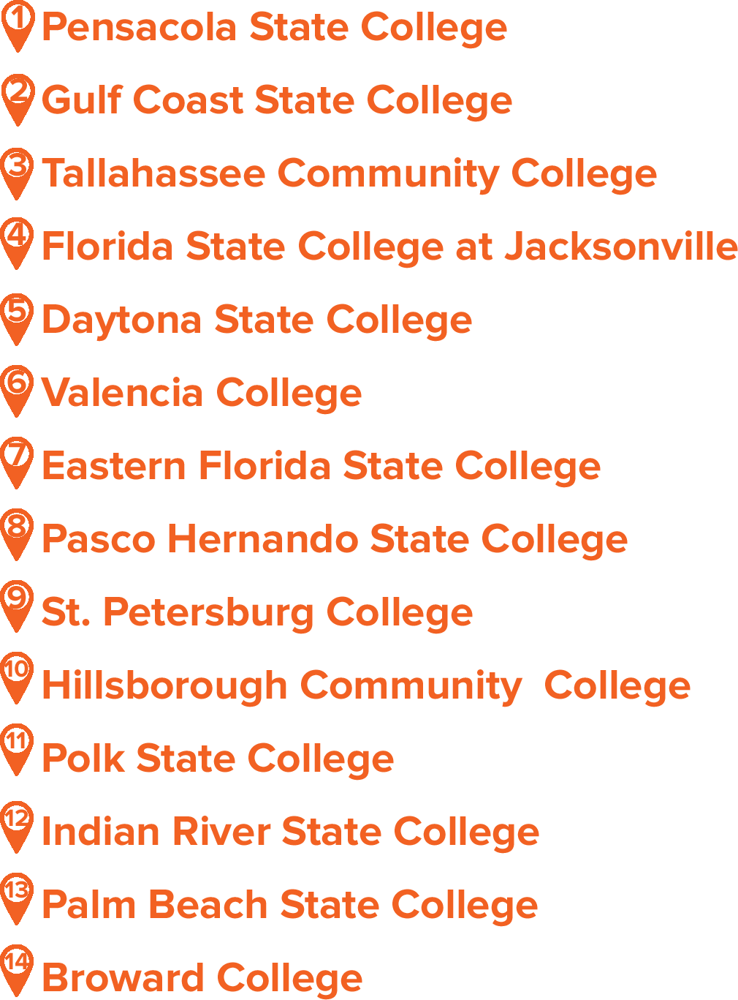 1 Pensacola State College
2 Gulf Coast State College
3 Tallahassee Community College
4 Florida State College at Jacksonville
5 Daytona State College
6 Valencia College
7 Eastern Florida State College
8 Pasco Hernando State College
9 St. Petersburg College
10 Hillsborough Community  College
11 Polk State College
12 Indian River State College
13 Palm Beach State College
14 Broward College